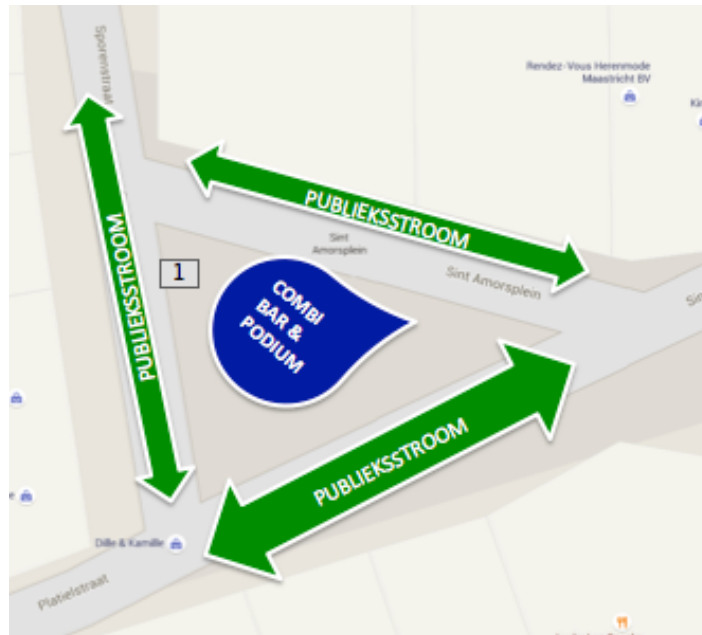 Sporenstraat
Rendez-Vous Herenmode
Maastricht BV
PUBLIEKSSTROOM
PUBLIEKSSTROOM
Sint
Amorsplein
Sint Amorsplein
1
COMBI
BAR &
PODIUM
PUBLIEKSSTROOM
Dille & Kamille
Platielstraat